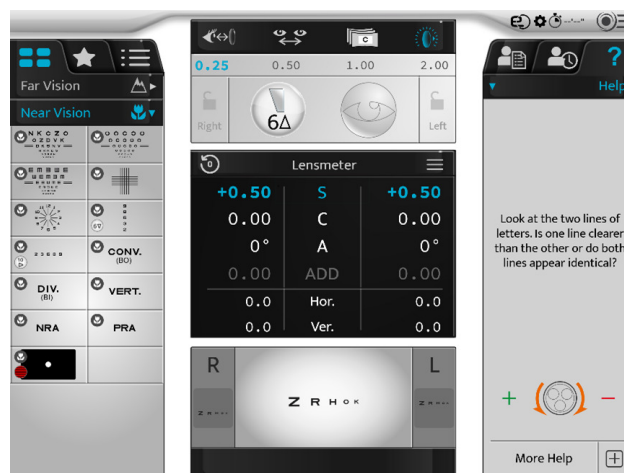 0.25 0.50 1.00 2.00
Far Vision
Near Vision
Right
6Δ
Left
Help
Lensmeter
0
+0.50 S +0.50
0.00 C 0.00
0° A 0°
0.00 ADD 0.00
0.0 Hor. 0.0
0.0 Ver. 0.0
N K C Z O
O Z D V K
CONV.
(BO)
DIV.
(BI)
VERT.
NRA
PRA
R
L
Z R H O K
Look at the two lines of
letters. Is one line clearer
than the other or do both
lines appear identical?
+ −
More Help